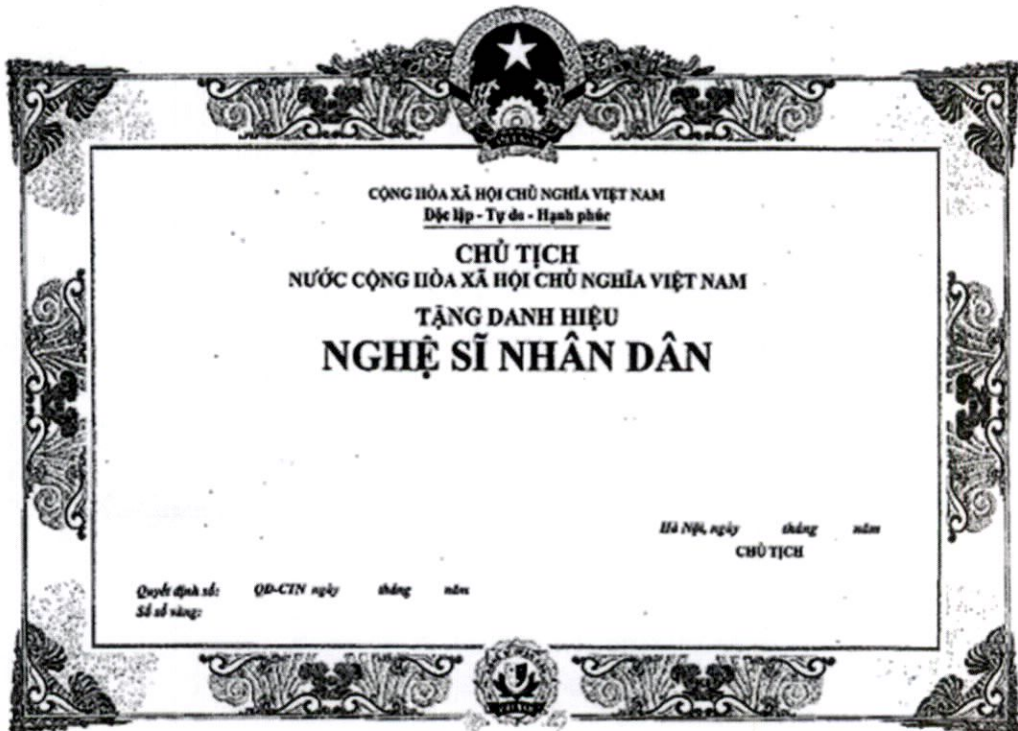 CỘNG HÒA XÃ HỘI CHỦ NGHĨA VIỆT NAM
Độc lập - Tự do - Hạnh phúc
CHỦ TỊCH
NƯỚC CỘNG HÒA XÃ HỘI CHỦ NGHĨA VIỆT NAM
TẶNG DANH HIỆU
NGHỆ SĨ NHÂN DÂN
Hà Nội, ngày tháng năm
CHỦ TỊCH
Quyết định số: QĐ-CTN ngày tháng năm
Số sổ vàng: